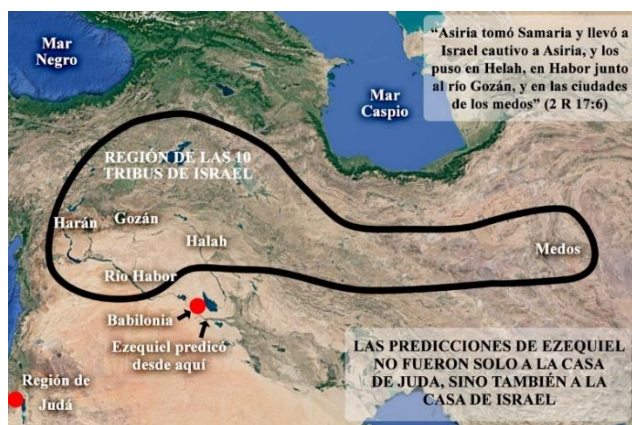 Mar
Negro
Mar
Caspio
“Asiria tomó Samaria y llevó a
Israel cautivo a Asiria, y los
puso en Helah, en Habor junto
al río Gozán, y en las ciudades
de los medos” (2 R 17:6)
REGIÓN DE LAS 10
TRIBUS DE ISRAEL
Harán
Gozán
Halah
Medos
Río Habor
Babilonia
Ezequiel predicó
desde aquí
Región de
Judá
LAS PREDICCIONES DE EZEQUIEL
NO FUERON SOLO A LA CASA
DE JUDA, SINO TAMBIÉN A LA
CASA DE ISRAEL